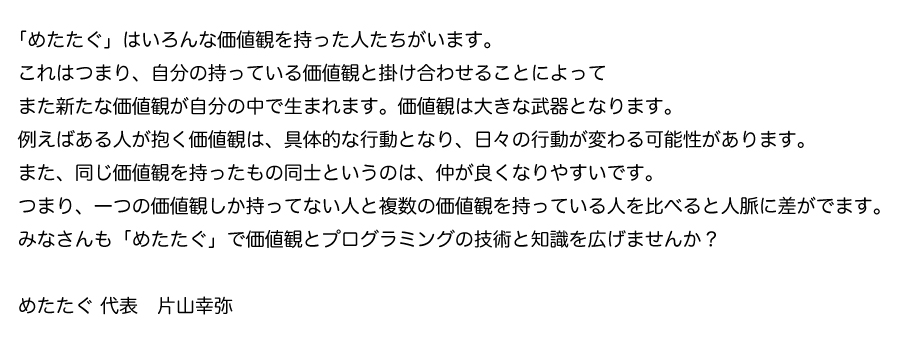 「めたたぐ」はいろんな価値観を持った人たちがいます。
これはつまり、自分の持っている価値観と掛け合わせることによって
また新たな価値観が自分の中で生まれます。価値観は大きな武器となります。
例えばある人が抱く価値観は、具体的な行動となり、日々の行動が変わる可能性があります。
また、同じ価値観を持ったもの同士というのは、仲が良くなりやすいです。
つまり、一つの価値観しか持ってない人と複数の価値観を持っている人を比べると人脈に差がでます。
みなさんも「めたたぐ」で価値観とプログラミングの技術と知識を広げませんか？
めたたぐ 代表　片山幸弥